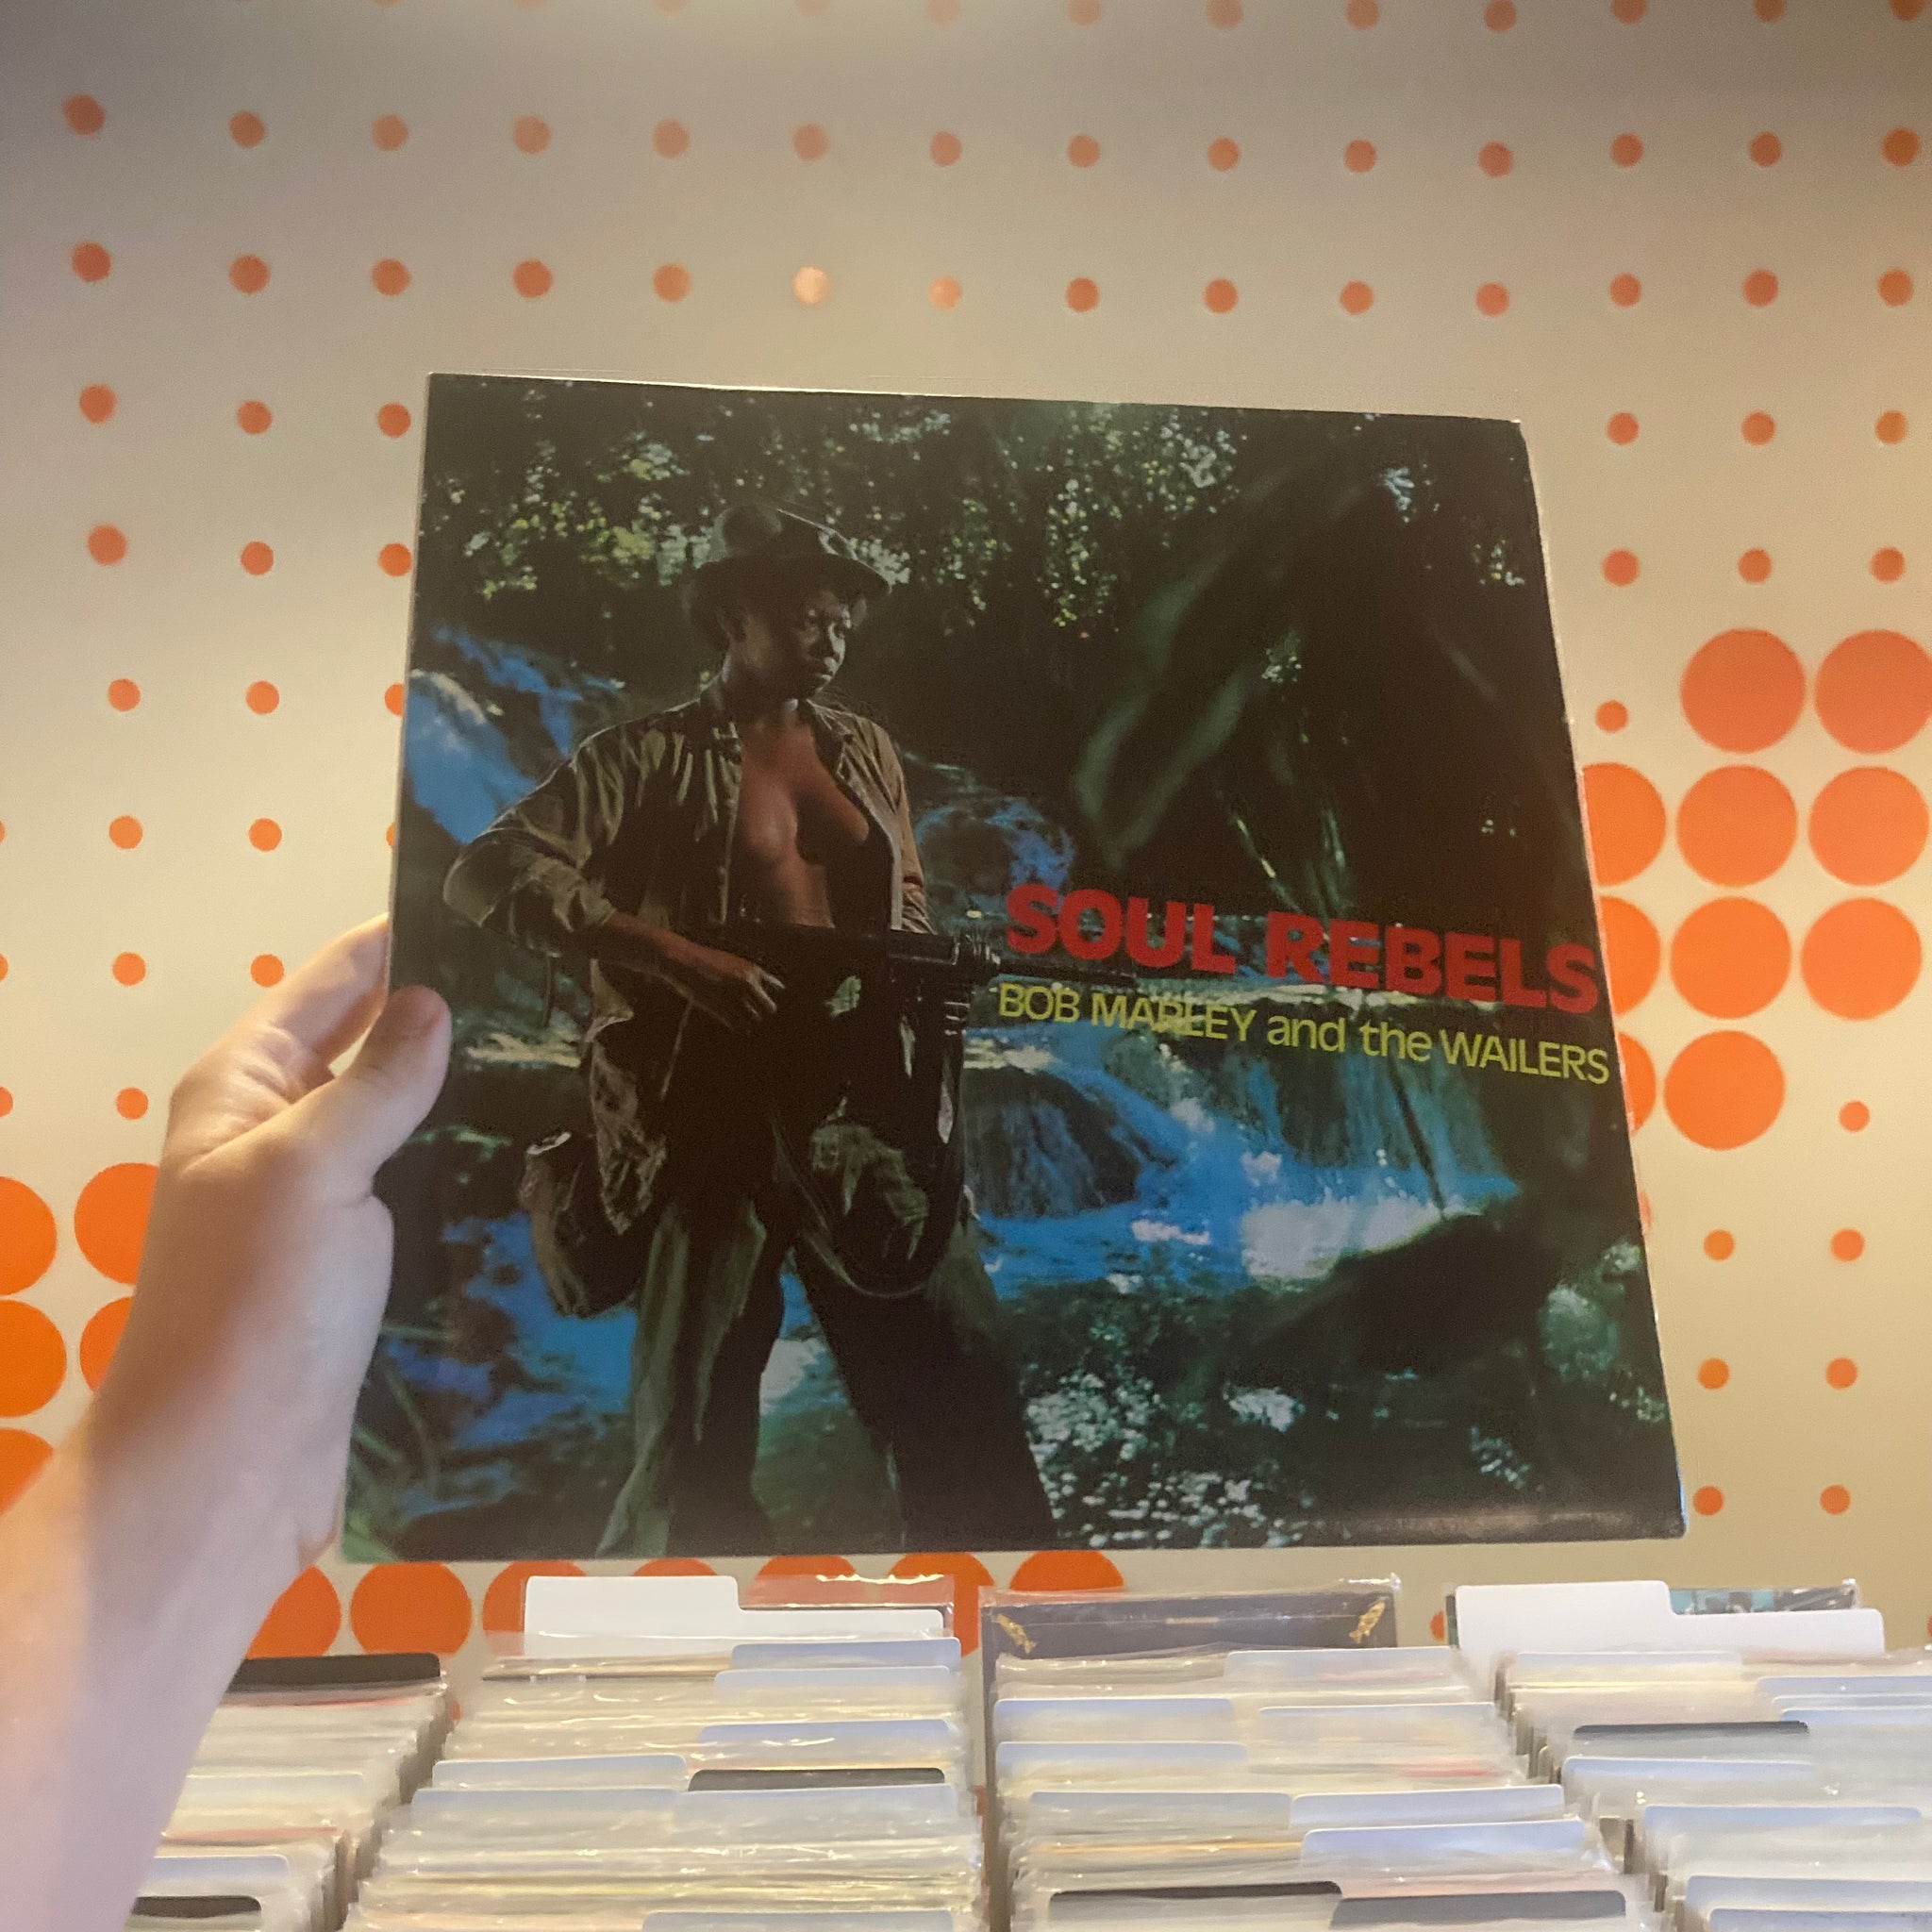 SOUL REBELS
BOB MARLEY and the WAILERS